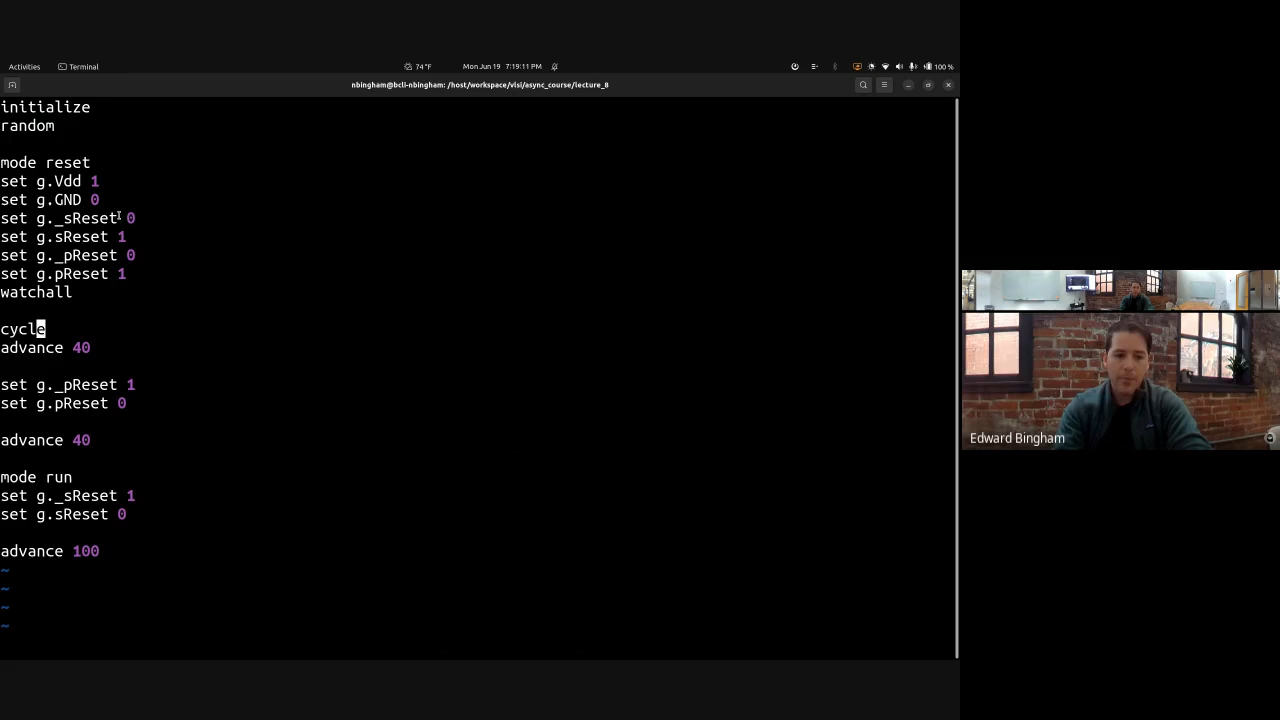 Activities
Terminal
74 °F
Mon Jun 19 7:19:11 PM
100 %
nbingham@bcli-nbingham: /host/workspace/vlsi/async_course/lecture_8
initialize
random
mode reset
set g.Vdd 1
set g.GND 0
set g._sReset 0
set g.sReset 1
set g._pReset 0
set g.pReset 1
watchall
cycle
advance 40
set g._pReset 1
set g.pReset 0
advance 40
mode run
set g._sReset 1
set g.sReset 0
advance 100
~
~
~
~
Edward Bingham